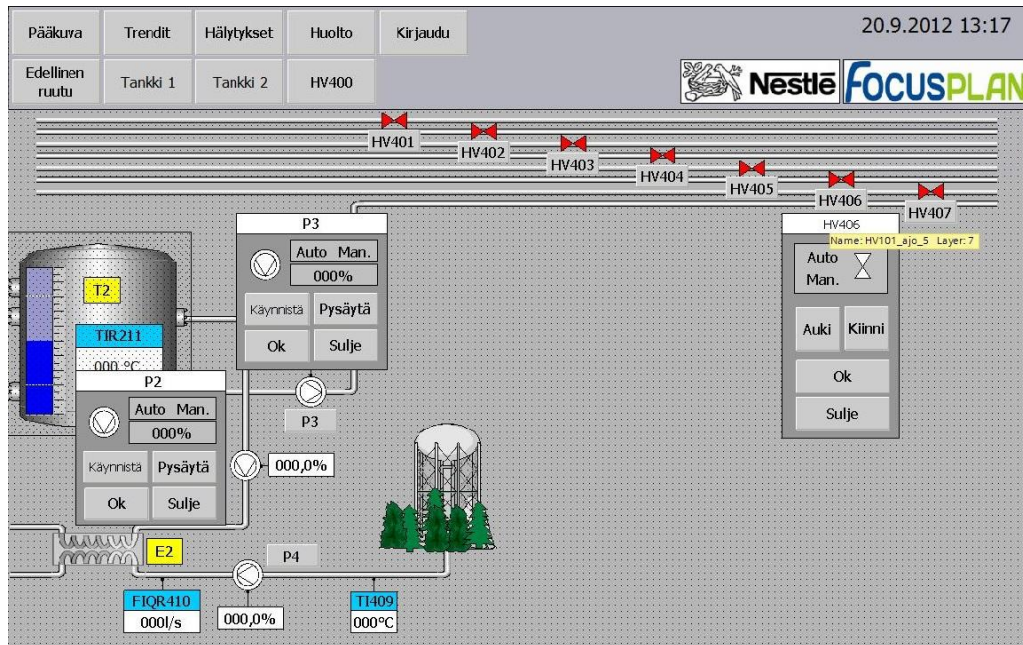 Pääkuva
Trendit
Hälytykset
Huolto
Kirjaudu
20.9.2012 13:17
Edellinen
ruutu
Tankki 1
Tankki 2
HV400
Nestlé
FOCUSPLAN
HV401
HV402
HV403
HV404
HV405
HV406
HV407
P3
Auto Man.
000%
Käynnistä
Pysäytä
Ok
Sulje
HV406
Name: HV101_ajo_5 Layer: 7
Auto
Man.
Auki
Kiinni
Ok
Sulje
T2
TIR211
000 °C
P2
Auto Man.
000%
Käynnistä
Pysäytä
Ok
Sulje
P3
000,0%
E2
P4
FIQR410
000l/s
000,0%
TI409
000°C